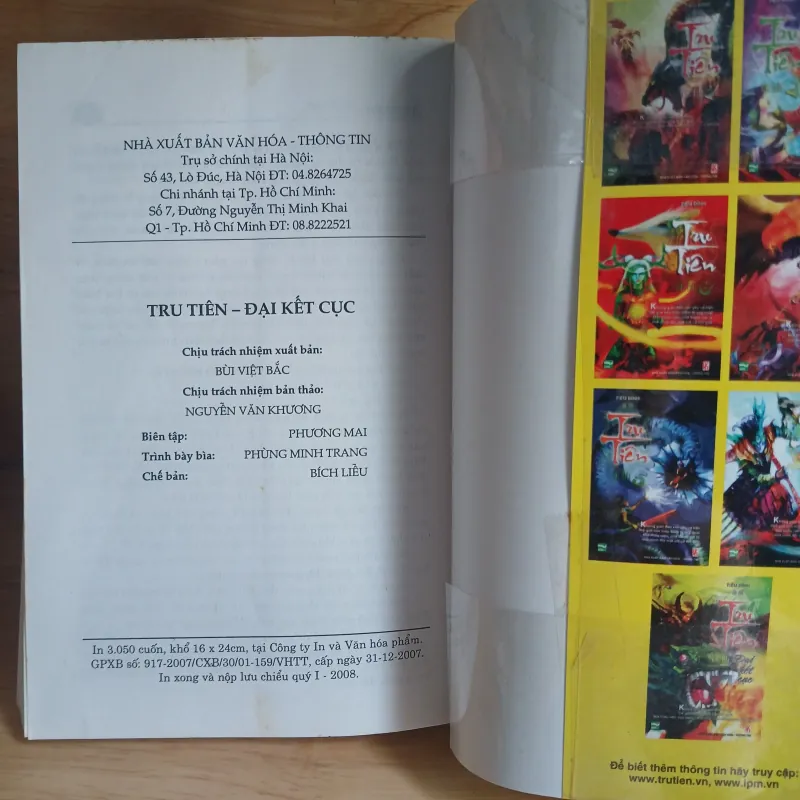 NHÀ XUẤT BẢN VĂN HÓA - THÔNG TIN
Trụ sở chính tại Hà Nội:
Số 43, Lò Đúc, Hà Nội ĐT: 04.8264725
Chi nhánh tại Tp. Hồ Chí Minh:
Số 7, Đường Nguyễn Thị Minh Khai
Q1 - Tp. Hồ Chí Minh ĐT: 08.8222521
TRU TIÊN – ĐẠI KẾT CỤC
Chịu trách nhiệm xuất bản:
BÙI VIỆT BẮC
Chịu trách nhiệm bản thảo:
NGUYỄN VĂN KHƯƠNG
Biên tập: PHƯƠNG MAI
Trình bày bìa: PHÙNG MINH TRANG
Chế bản: BÍCH LIỄU
In 3.050 cuốn, khổ 16 x 24cm, tại Công ty In và Văn hóa phẩm.
GPXB số: 917-2007/CXB/30/01-159/VHTT, cấp ngày 31-12-2007.
In xong và nộp lưu chiểu quý I - 2008.
Tru
Tiên
Tru
Tiên
Tru
Tiên
Tru
Tiên
Tru
Tiên
Đại
kết
cục
Để biết thêm thông tin hãy truy cập:
www.trutien.vn, www.ipm.vn